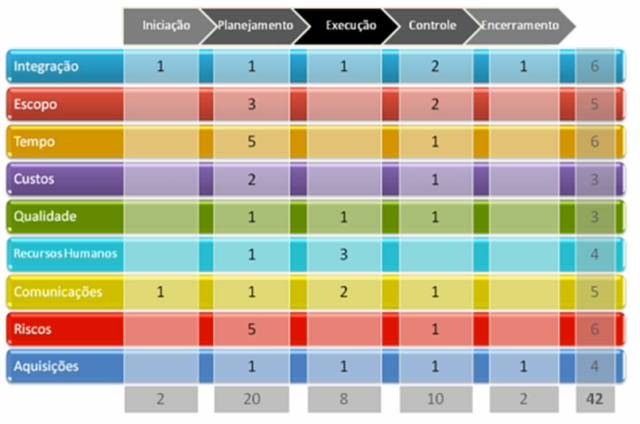 Iniciação Planejamento Execução Controle Encerramento
Integração 1 1 1 2 1 6
Escopo 3 2 5
Tempo 5 1 6
Custos 2 1 3
Qualidade 1 1 1 3
Recursos Humanos 1 3 4
Comunicações 1 1 2 1 5
Riscos 5 1 6
Aquisições 1 1 1 1 4
2 20 8 10 2 42